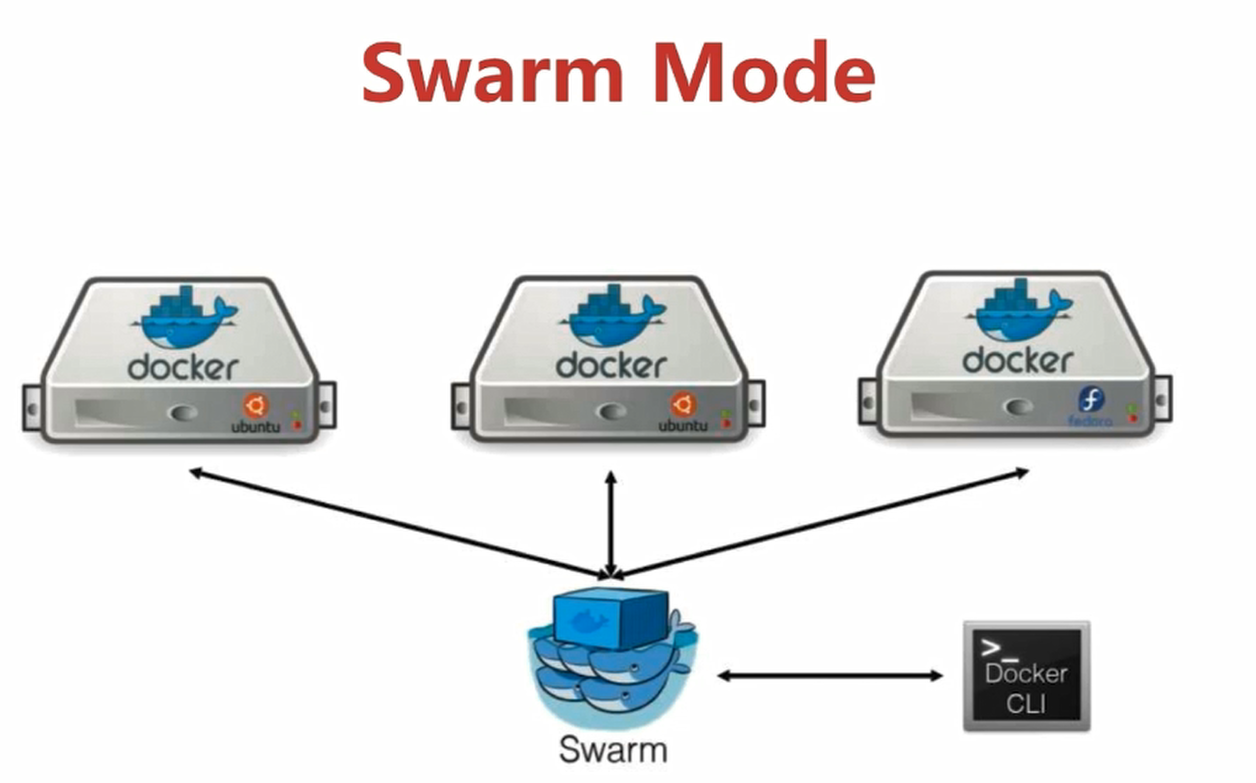 Swarm Mode
docker
ubuntu
docker
ubuntu
docker
fedora
>_
Docker
CLI
Swarm